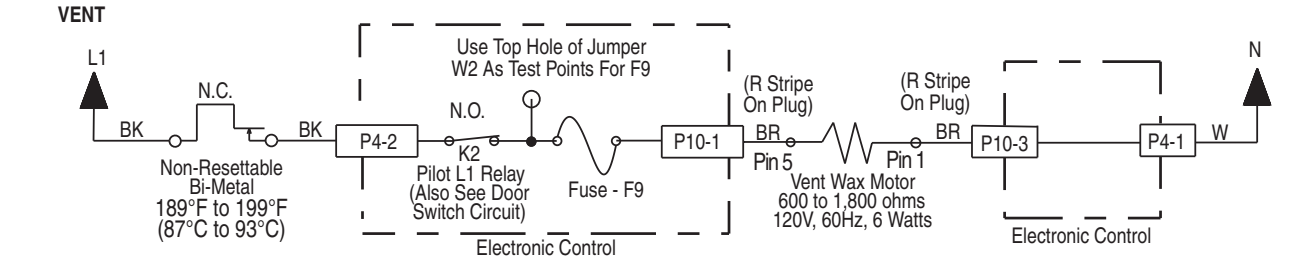 VENT
L1
N.C.
BK
BK
Non-Resettable
Bi-Metal
189°F to 199°F
(87°C to 93°C)
Use Top Hole of Jumper
W2 As Test Points For F9
N.O.
P4-2
K2
Pilot L1 Relay
(Also See Door
Switch Circuit)
Fuse - F9
P10-1
Electronic Control
(R Stripe
On Plug)
BR
Pin 5
Vent Wax Motor
600 to 1,800 ohms
120V, 60Hz, 6 Watts
(R Stripe
On Plug)
BR
Pin 1
P10-3
P4-1
Electronic Control
W
N